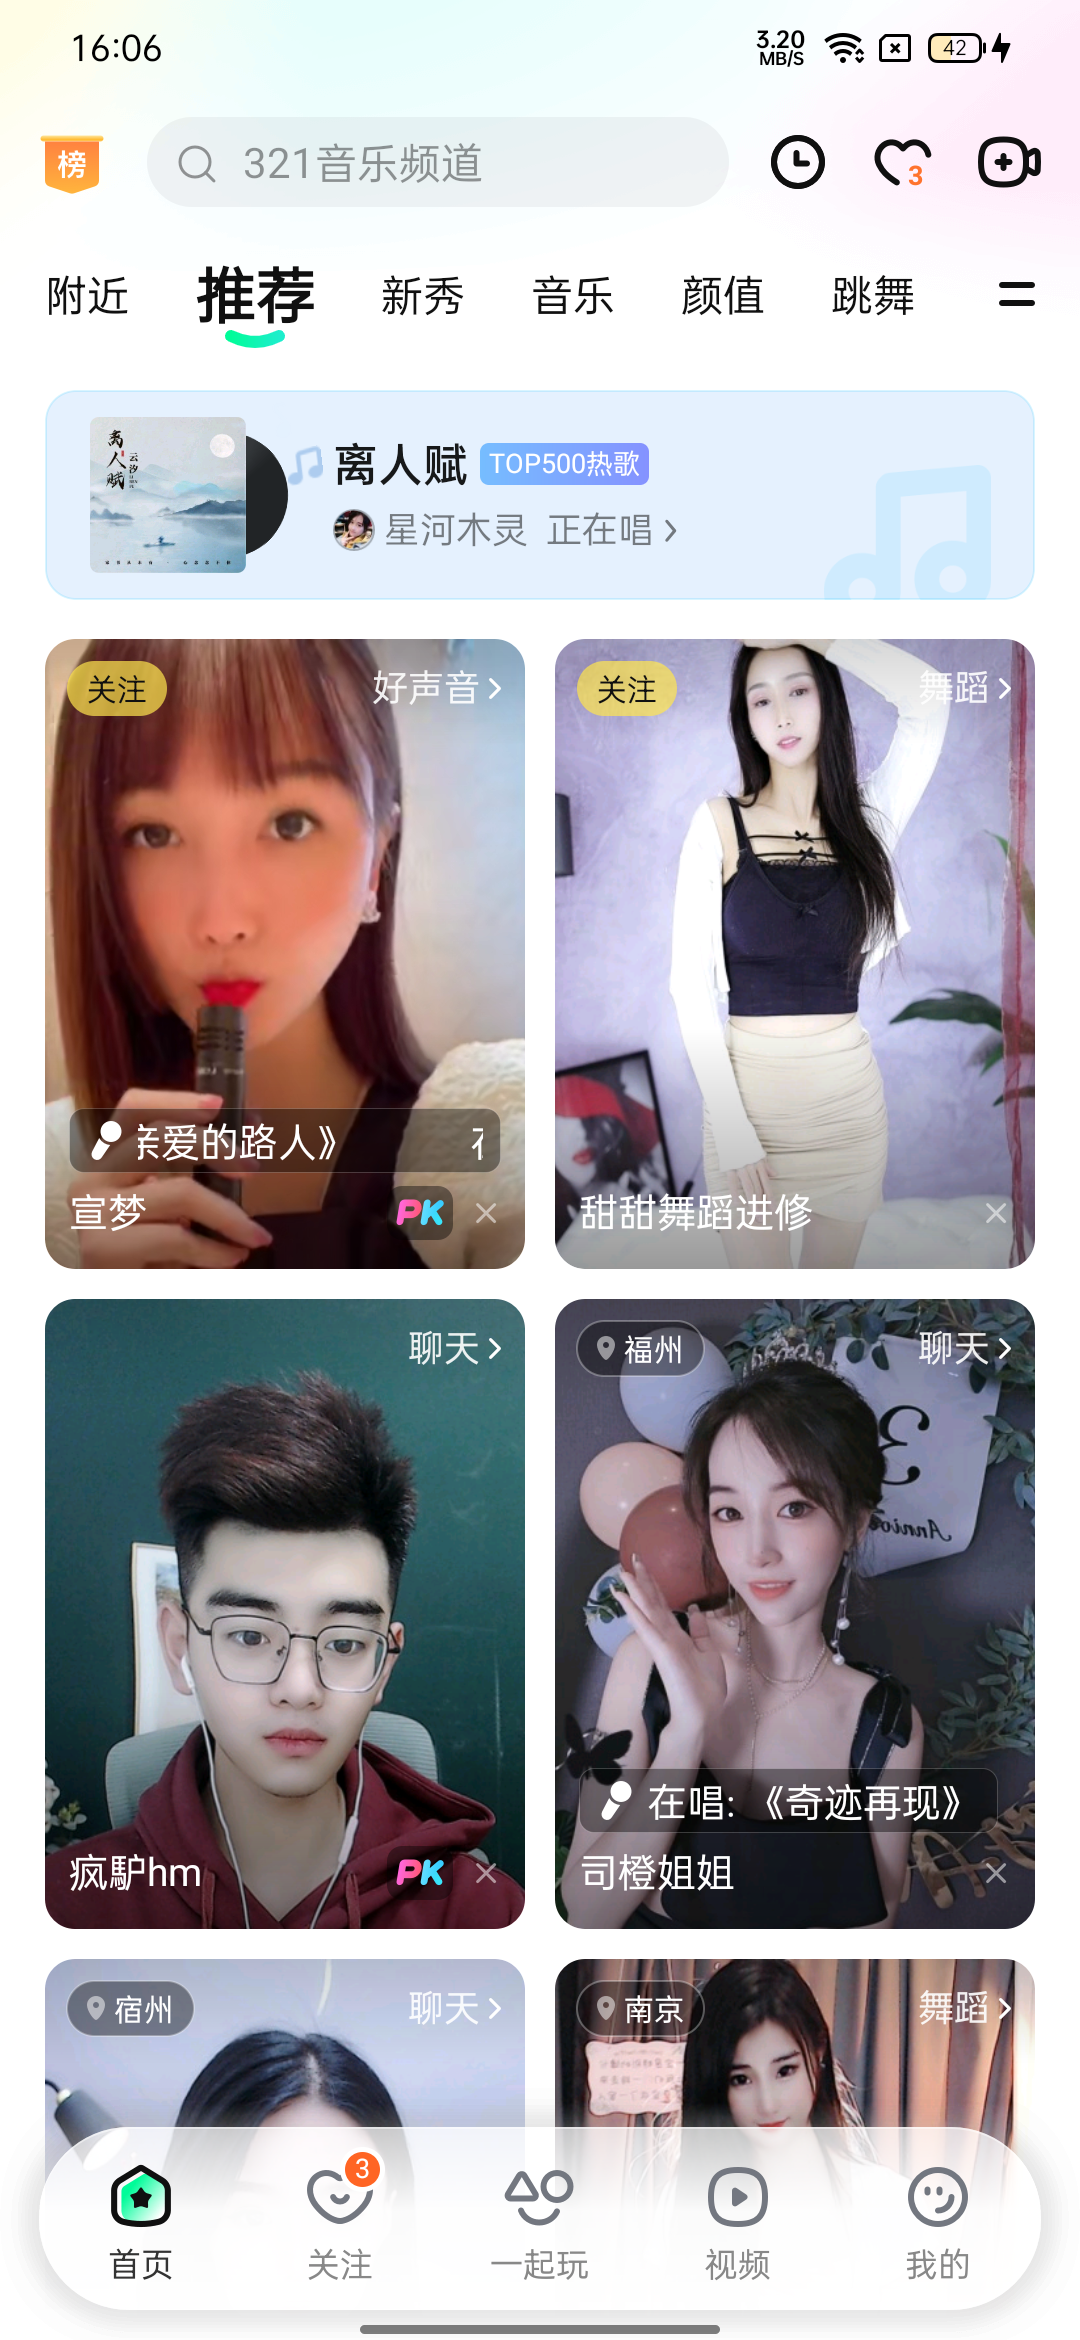 16:06
3.20
MB/S
42
榜
321音乐频道
3
附近
推荐
新秀
音乐
颜值
跳舞
离人赋
云汐
离人赋 TOP500热歌
星河木灵 正在唱
关注
好声音
亲爱的路人》
宣梦
PK
关注
舞蹈
甜甜舞蹈进修
聊天
疯馿hm
PK
福州
聊天
3
在唱: 《奇迹再现》
司橙姐姐
宿州
聊天
南京
舞蹈
首页
3
关注
一起玩
视频
我的